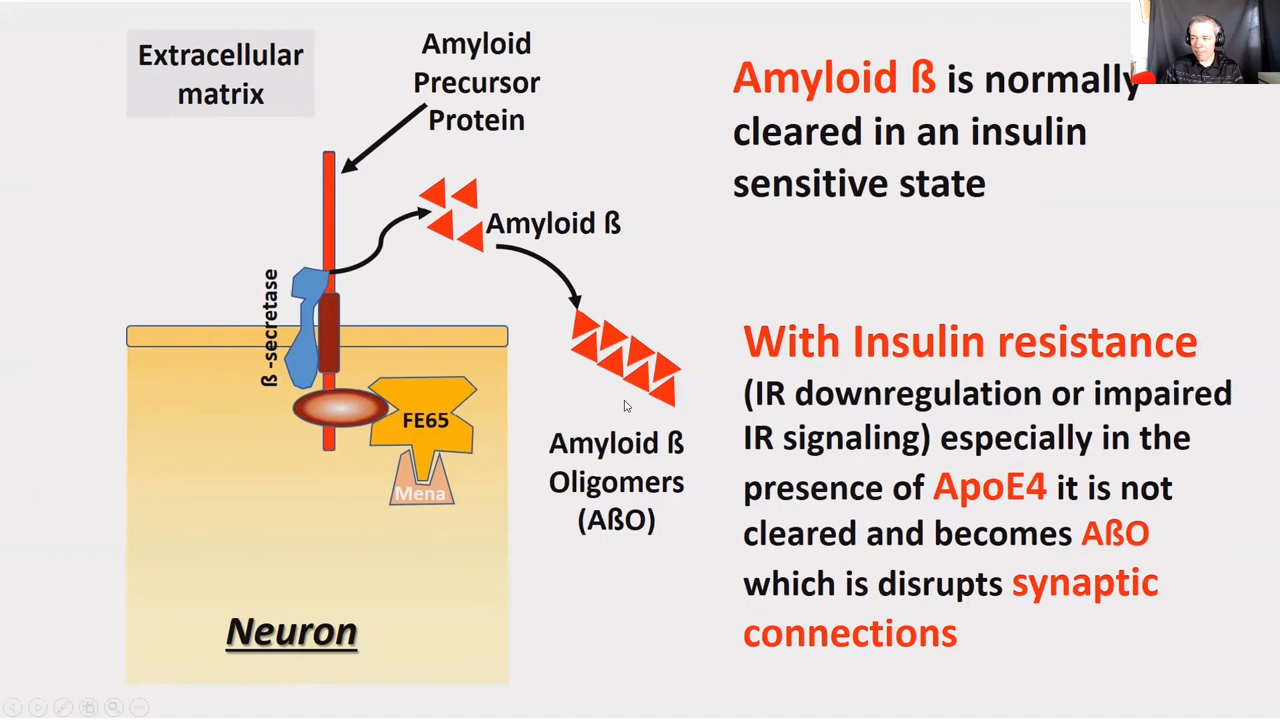 Extracellular
matrix
Amyloid
Precursor
Protein
Amyloid ß
ß -secretase
FE65
Mena
Amyloid ß
Oligomers
(AßO)
Neuron
Amyloid ß is normally
cleared in an insulin
sensitive state
With Insulin resistance
(IR downregulation or impaired
IR signaling) especially in the
presence of ApoE4 it is not
cleared and becomes AßO
which is disrupts synaptic
connections